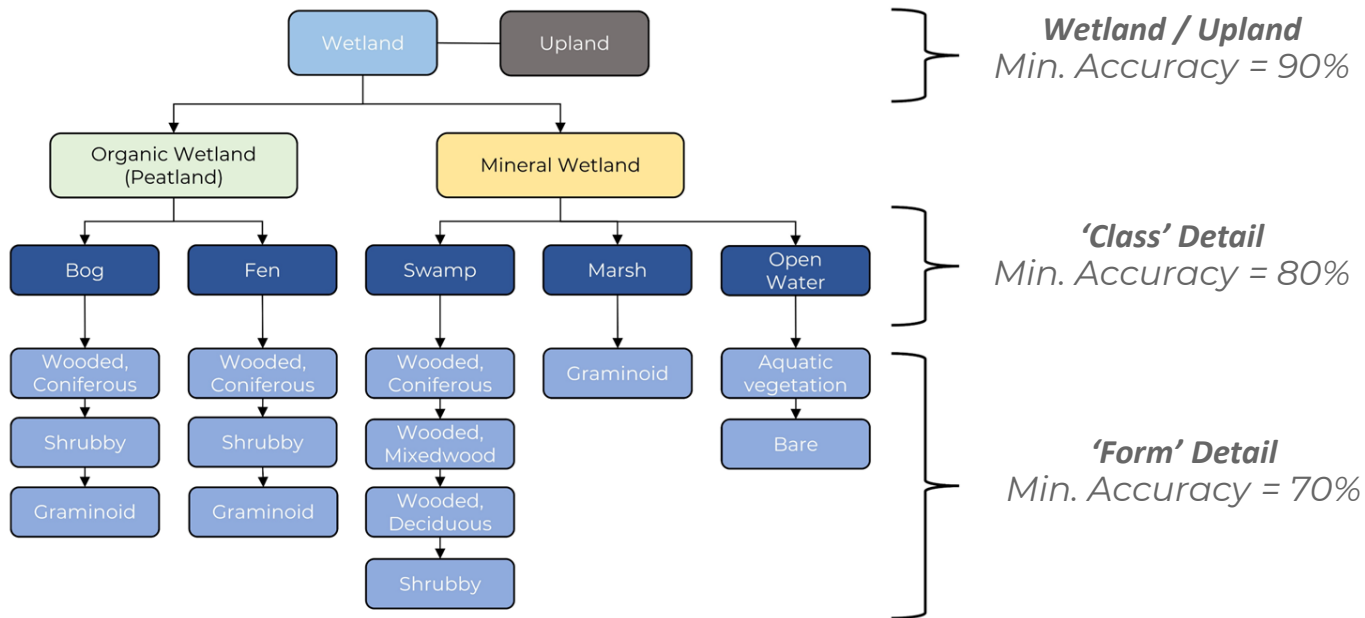 Wetland
Upland
Wetland / Upland
Min. Accuracy = 90%
Organic Wetland
(Peatland)
Mineral Wetland
Bog
Fen
Swamp
Marsh
Open
Water
‘Class’ Detail
Min. Accuracy = 80%
Wooded,
Coniferous
Wooded,
Coniferous
Wooded,
Coniferous
Graminoid
Aquatic
vegetation
Shrubby
Shrubby
Wooded,
Mixedwood
Bare
Graminoid
Graminoid
Wooded,
Deciduous
Shrubby
‘Form’ Detail
Min. Accuracy = 70%